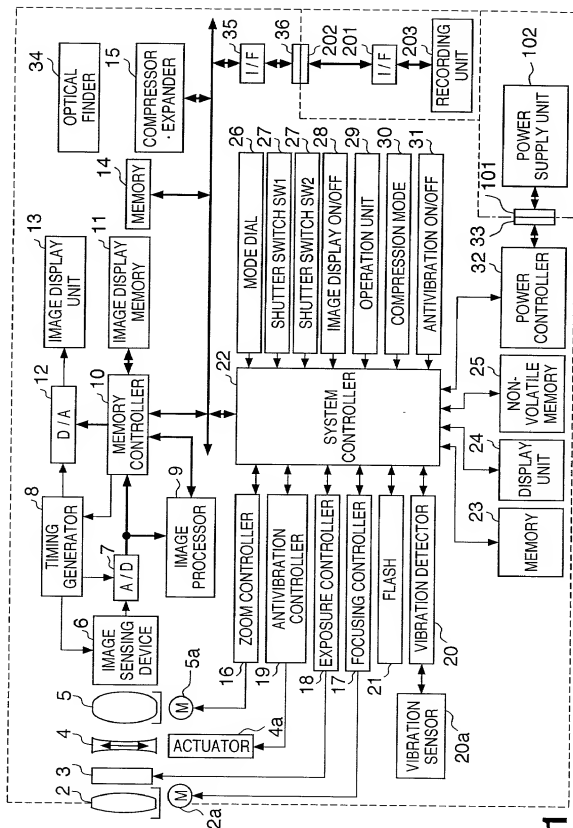 34
OPTICAL
FINDER
15
COMPRESSOR
·EXPANDER
35
I/F
36
202
201
I/F
203
RECORDING
UNIT
14
MEMORY
13
IMAGE DISPLAY
UNIT
11
IMAGE DISPLAY
MEMORY
12
D/A
10
MEMORY
CONTROLLER
8
TIMING
GENERATOR
7
A/D
9
IMAGE
PROCESSOR
6
IMAGE
SENSING
DEVICE
5
4
3
2
M
5a
ACTUATOR
4a
M
2a
16
ZOOM CONTROLLER
19
ANTIVIBRATION
CONTROLLER
18
EXPOSURE CONTROLLER
17
FOCUSING CONTROLLER
21
FLASH
20
VIBRATION DETECTOR
VIBRATION
SENSOR
20a
22
SYSTEM
CONTROLLER
26
MODE DIAL
27
SHUTTER SWITCH SW1
27
SHUTTER SWITCH SW2
28
IMAGE DISPLAY ON/OFF
29
OPERATION UNIT
30
COMPRESSION MODE
31
ANTIVIBRATION ON/OFF
23
MEMORY
24
DISPLAY UNIT
25
NON-
VOLATILE MEMORY
32
POWER
CONTROLLER
33
101
POWER
SUPPLY UNIT
102
1